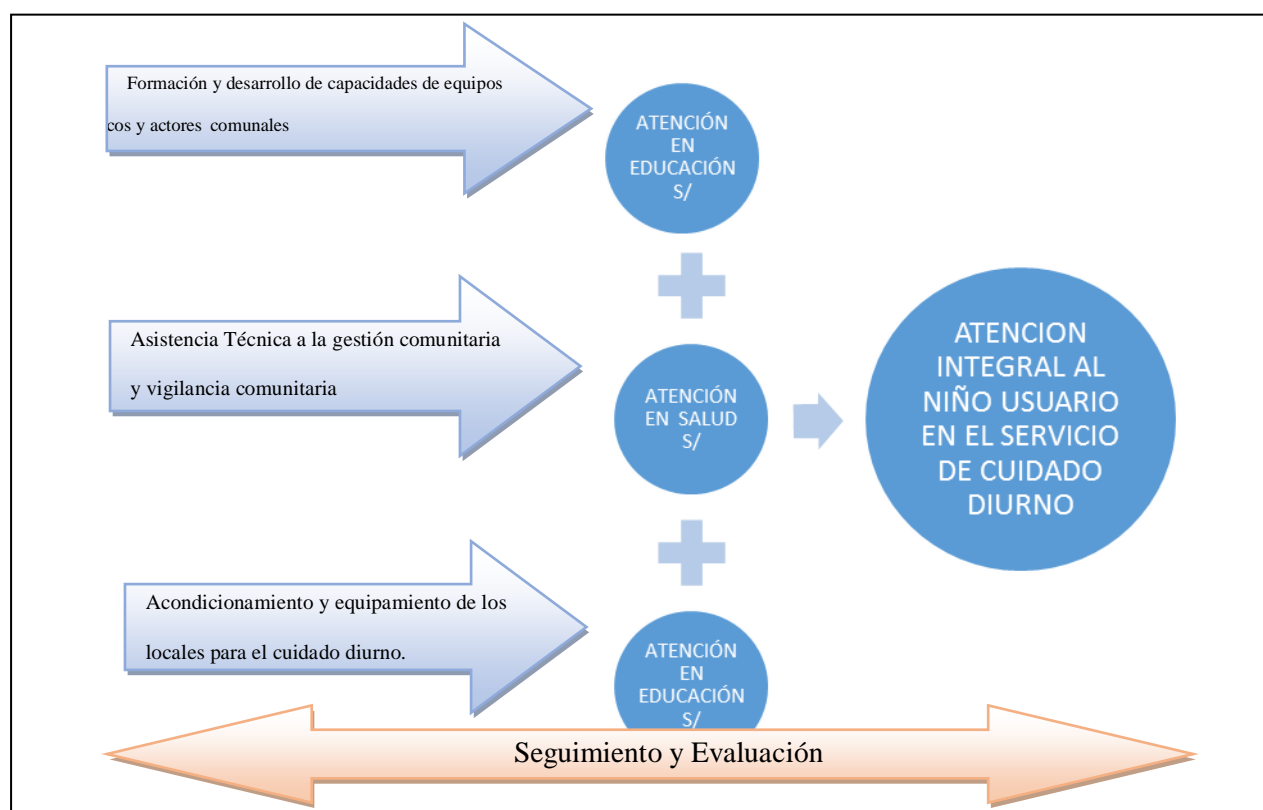 Formación y desarrollo de capacidades de equipos
cos y actores comunales
ATENCIÓN
EN
EDUCACIÓN
S/
Asistencia Técnica a la gestión comunitaria
y vigilancia comunitaria
ATENCIÓN
EN SALUD
S/
ATENCION
INTEGRAL AL
NIÑO USUARIO
EN EL SERVICIO
DE CUIDADO
DIURNO
Acondicionamiento y equipamiento de los
locales para el cuidado diurno.
ATENCIÓN
EN
EDUCACIÓN
S/
Seguimiento y Evaluación